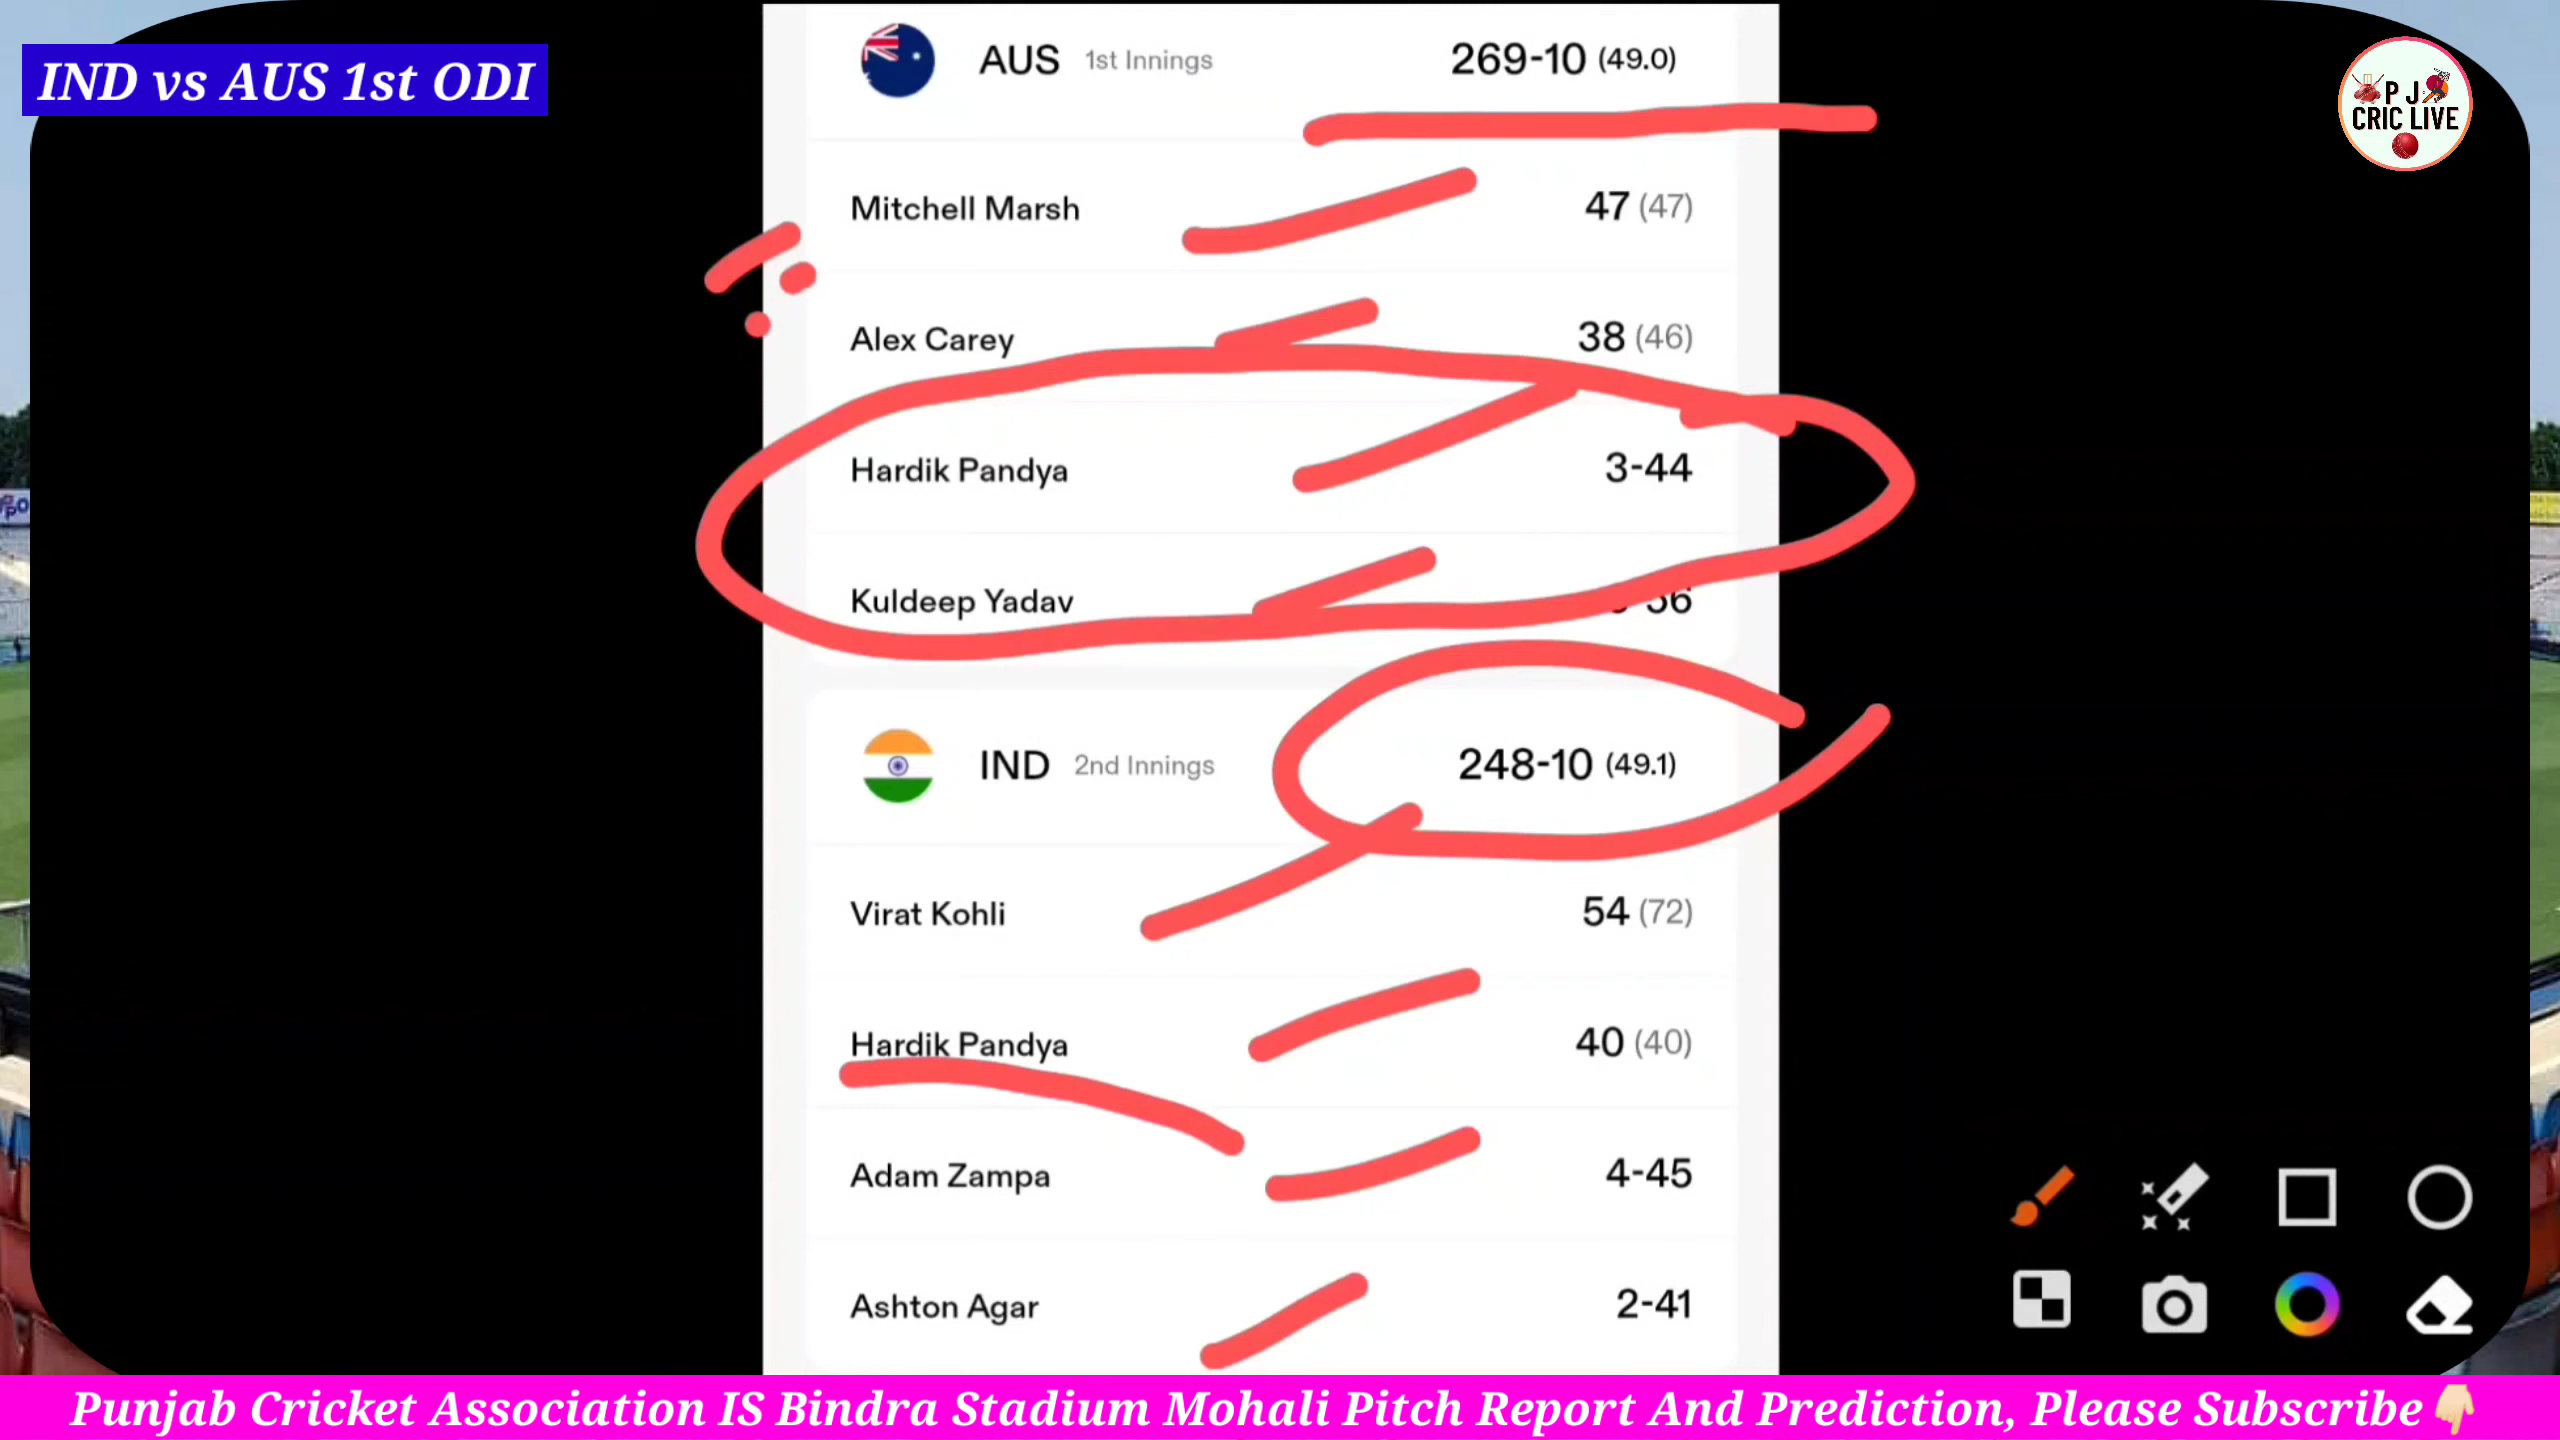 IND vs AUS 1st ODI
P J
CRIC LIVE
AUS 1st Innings 269-10 (49.0)
Mitchell Marsh 47 (47)
Alex Carey 38 (46)
Hardik Pandya 3-44
Kuldeep Yadav
IND 2nd Innings 248-10 (49.1)
Virat Kohli 54 (72)
Hardik Pandya 40 (40)
Adam Zampa 4-45
Ashton Agar 2-41
Punjab Cricket Association IS Bindra Stadium Mohali Pitch Report And Prediction, Please Subscribe👇🏻